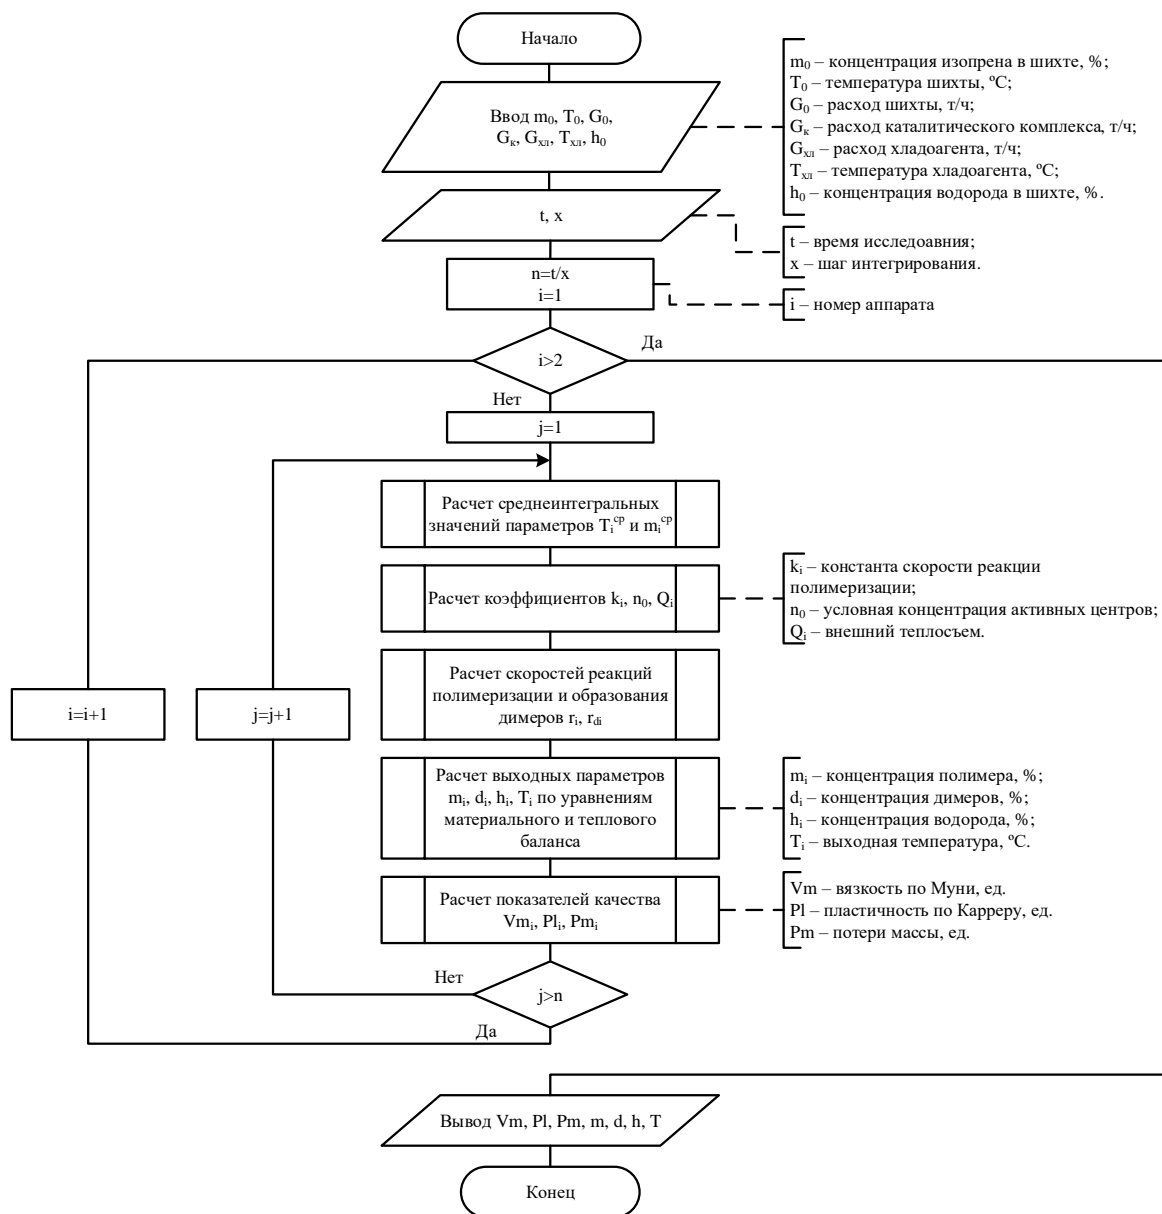 Начало
Ввод m₀, T₀, G₀,
Gк, Gхл, Tхл, h₀
m₀ – концентрация изопрена в шихте, %;
T₀ – температура шихты, ºС;
G₀ – расход шихты, т/ч;
Gк – расход каталитического комплекса, т/ч;
Gхл – расход хладоагента, т/ч;
Tхл – температура хладоагента, ºС;
h₀ – концентрация водорода в шихте, %.
t, x
t – время исследоавния;
x – шаг интегрирования.
n=t/x
i=1
i – номер аппарата
i>2
Да
Нет
j=1
Расчет среднеинтегральных
значений параметров Tᵢᶜᵖ и mᵢᶜᵖ
Расчет коэффициентов kᵢ, n₀, Qᵢ
kᵢ – константа скорости реакции
полимеризации;
n₀ – условная концентрация активных центров;
Qᵢ – внешний теплосъем.
Расчет скоростей реакций
полимеризации и образования
димеров rᵢ, rdi
i=i+1
j=j+1
Расчет выходных параметров
mᵢ, dᵢ, hᵢ, Tᵢ по уравнениям
материального и теплового
баланса
mᵢ – концентрация полимера, %;
dᵢ – концентрация димеров, %;
hᵢ – концентрация водорода, %;
Tᵢ – выходная температура, ºС.
Расчет показателей качества
Vmᵢ, Plᵢ, Pmᵢ
Vm – вязкость по Муни, ед.
Pl – пластичность по Карреру, ед.
Pm – потери массы, ед.
Нет
j>n
Да
Вывод Vm, Pl, Pm, m, d, h, T
Конец